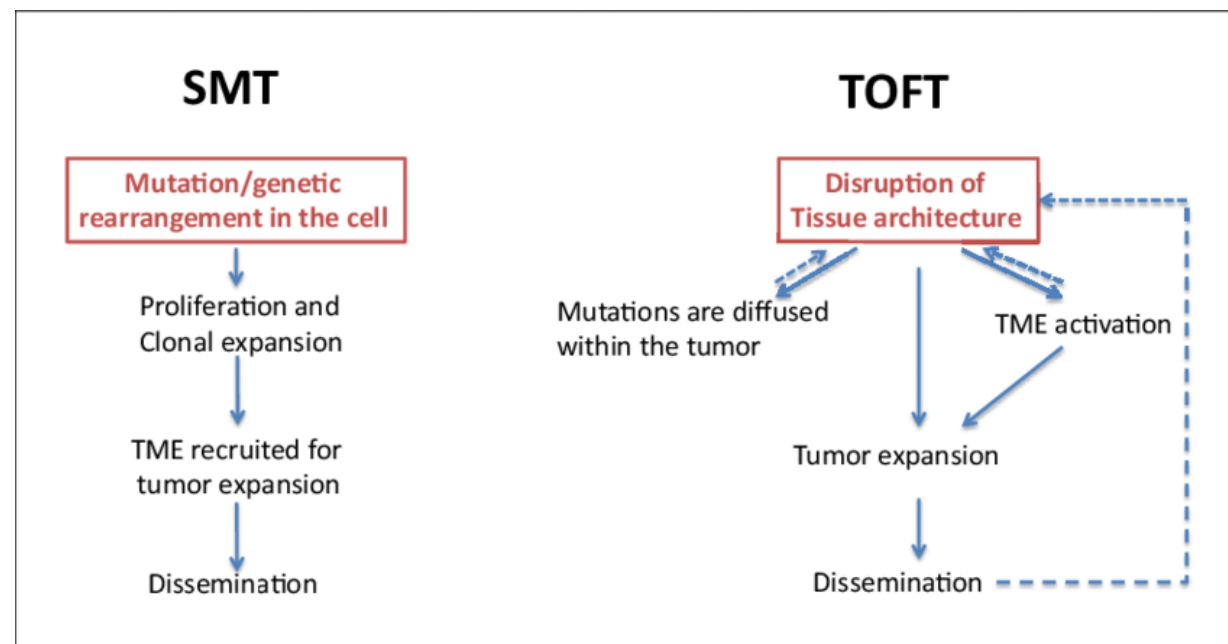 SMT
Mutation/genetic
rearrangement in the cell
Proliferation and
Clonal expansion
TME recruited for
tumor expansion
Dissemination
TOFT
Disruption of
Tissue architecture
Mutations are diffused
within the tumor
TME activation
Tumor expansion
Dissemination